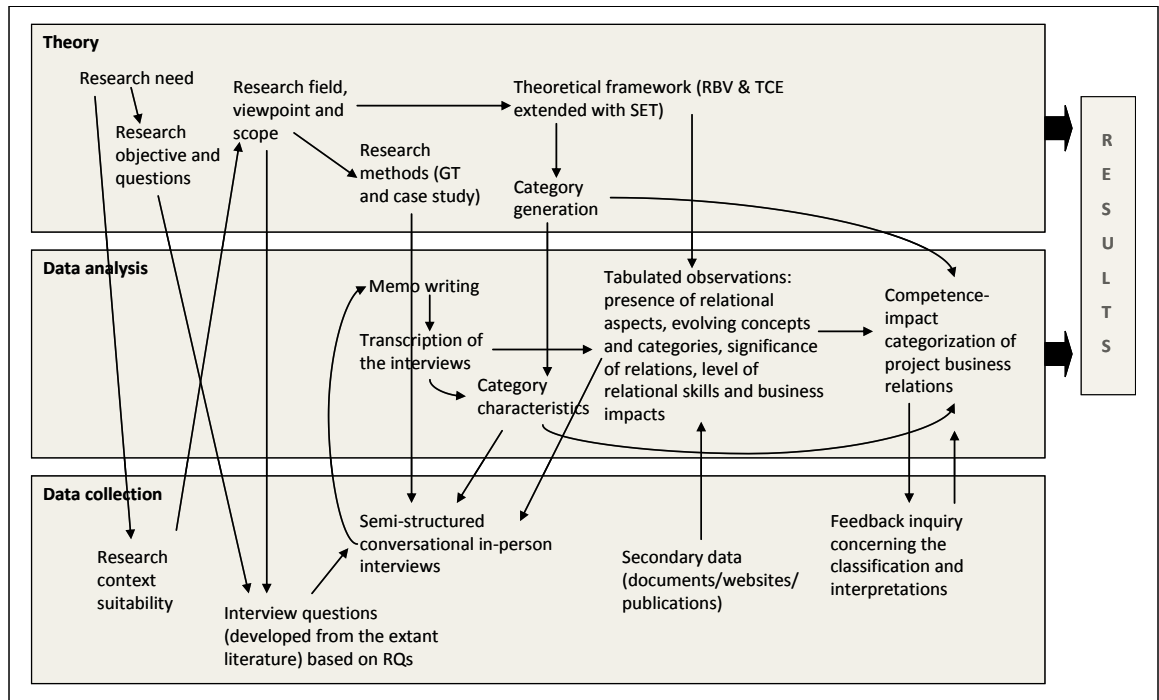 Theory
Research need
Research
objective and
questions
Research field,
viewpoint and
scope
Research
methods (GT
and case study)
Theoretical framework (RBV & TCE
extended with SET)
Category
generation
Data analysis
Memo writing
Transcription of
the interviews
Category
characteristics
Tabulated observations:
presence of relational
aspects, evolving concepts
and categories, significance
of relations, level of
relational skills and business
impacts
Competence-
impact
categorization of
project business
relations
Data collection
Research
context
suitability
Interview questions
(developed from the extant
literature) based on RQs
Semi-structured
conversational in-person
interviews
Secondary data
(documents/websites/
publications)
Feedback inquiry
concerning the
classification and
interpretations
R
E
S
U
L
T
S